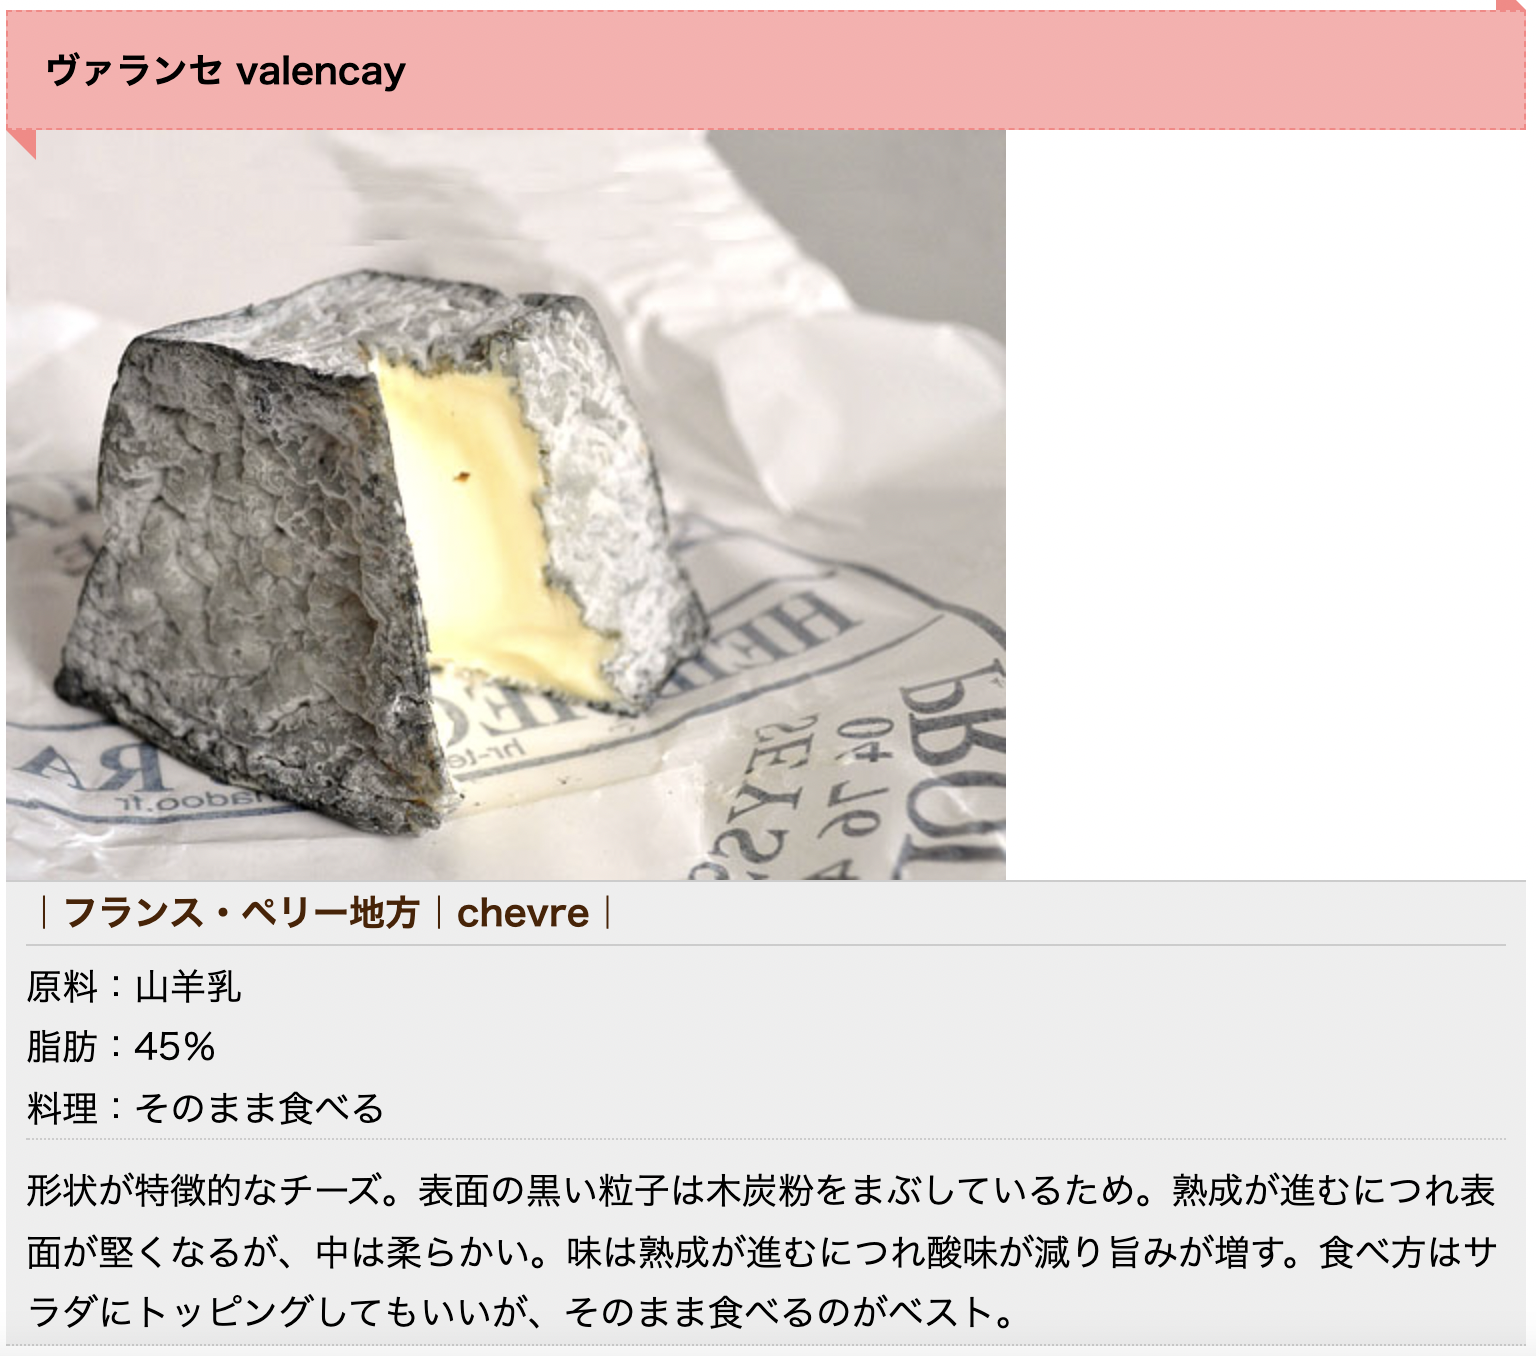 ヴァランセ valencay
｜フランス・ペリー地方｜chevre｜
原料：山羊乳
脂肪：45%
料理：そのまま食べる
形状が特徴的なチーズ。表面の黒い粒子は木炭粉をまぶしているため。熟成が進むにつれ表
面が堅くなるが、中は柔らかい。味は熟成が進むにつれ酸味が減り旨みが増す。食べ方はサ
ラダにトッピングしてもいいが、そのまま食べるのがベスト。